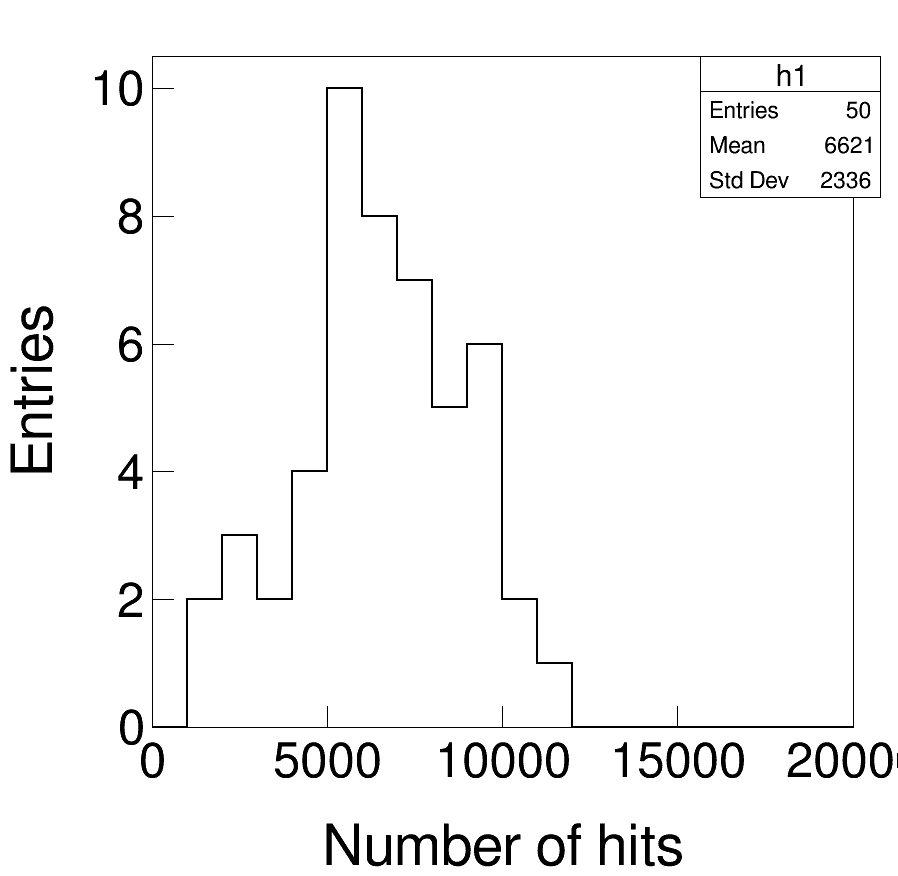 h1
Entries 50
Mean 6621
Std Dev 2336
10
8
6
4
2
0
Entries
0 5000 10000 15000 2000
Number of hits